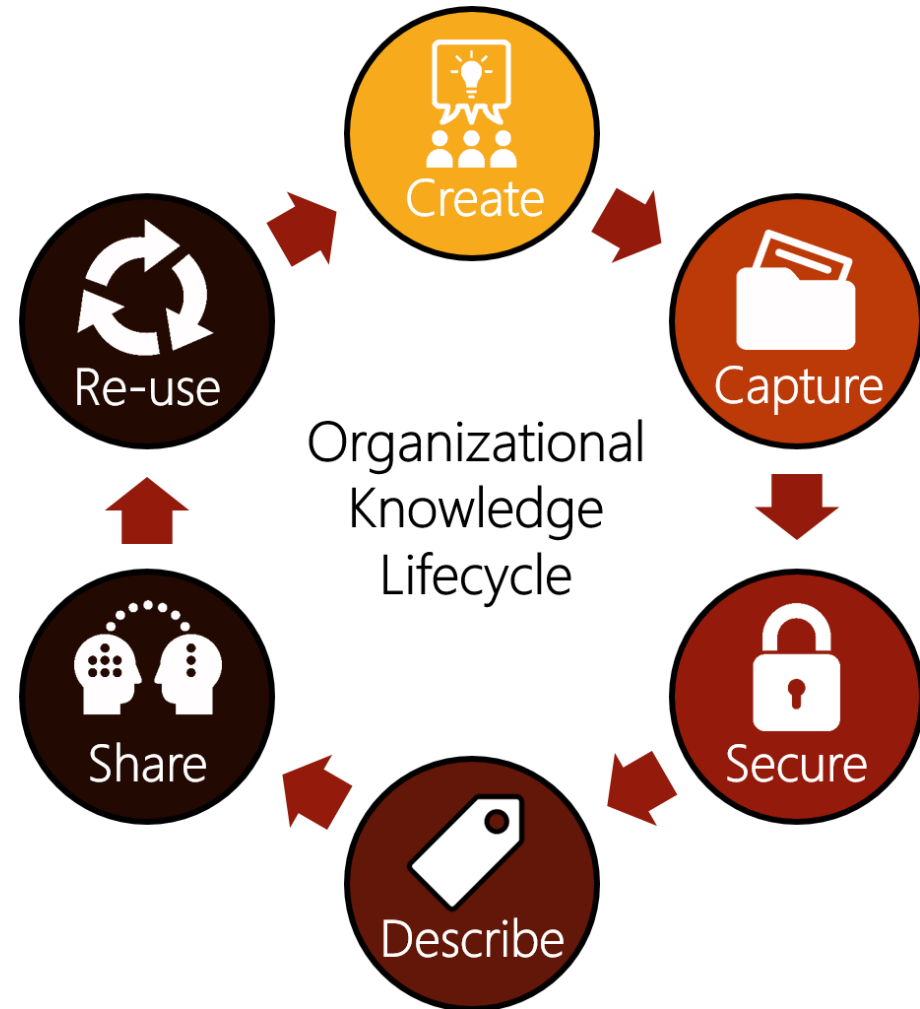 Create
Capture
Secure
Describe
Share
Re-use
Organizational
Knowledge
Lifecycle